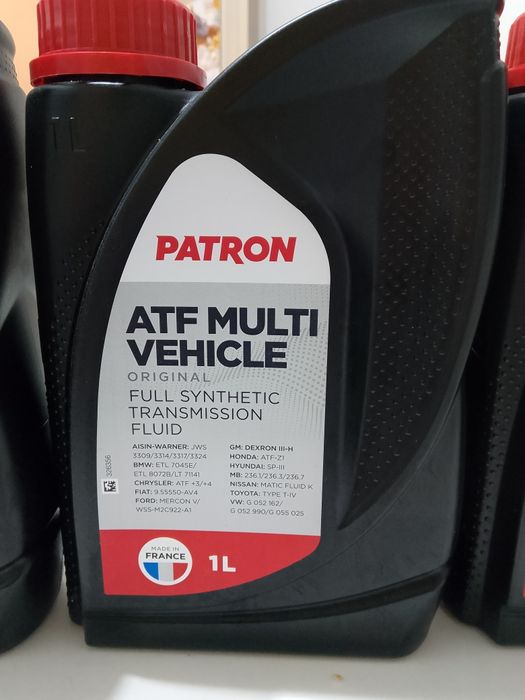 1L
PATRON
ATF MULTI
VEHICLE
ORIGINAL
FULL SYNTHETIC
TRANSMISSION
FLUID
AISIN-WARNER: JWS
3309/3314/3317/3324
BMW: ETL 7045E/
ETL 8072B/LT 71141
CHRYSLER: ATF +3/+4
FIAT: 9.55550-AV4
FORD: MERCON V/
WSS-M2C922-A1
GM: DEXRON III-H
HONDA: ATF-Z1
HYUNDAI: SP-III
MB: 236.1/236.3/236.7
NISSAN: MATIC FLUID K
TOYOTA: TYPE T-IV
VW: G 052 162/
G 052 990/G 055 025
MADE IN
FRANCE
1L